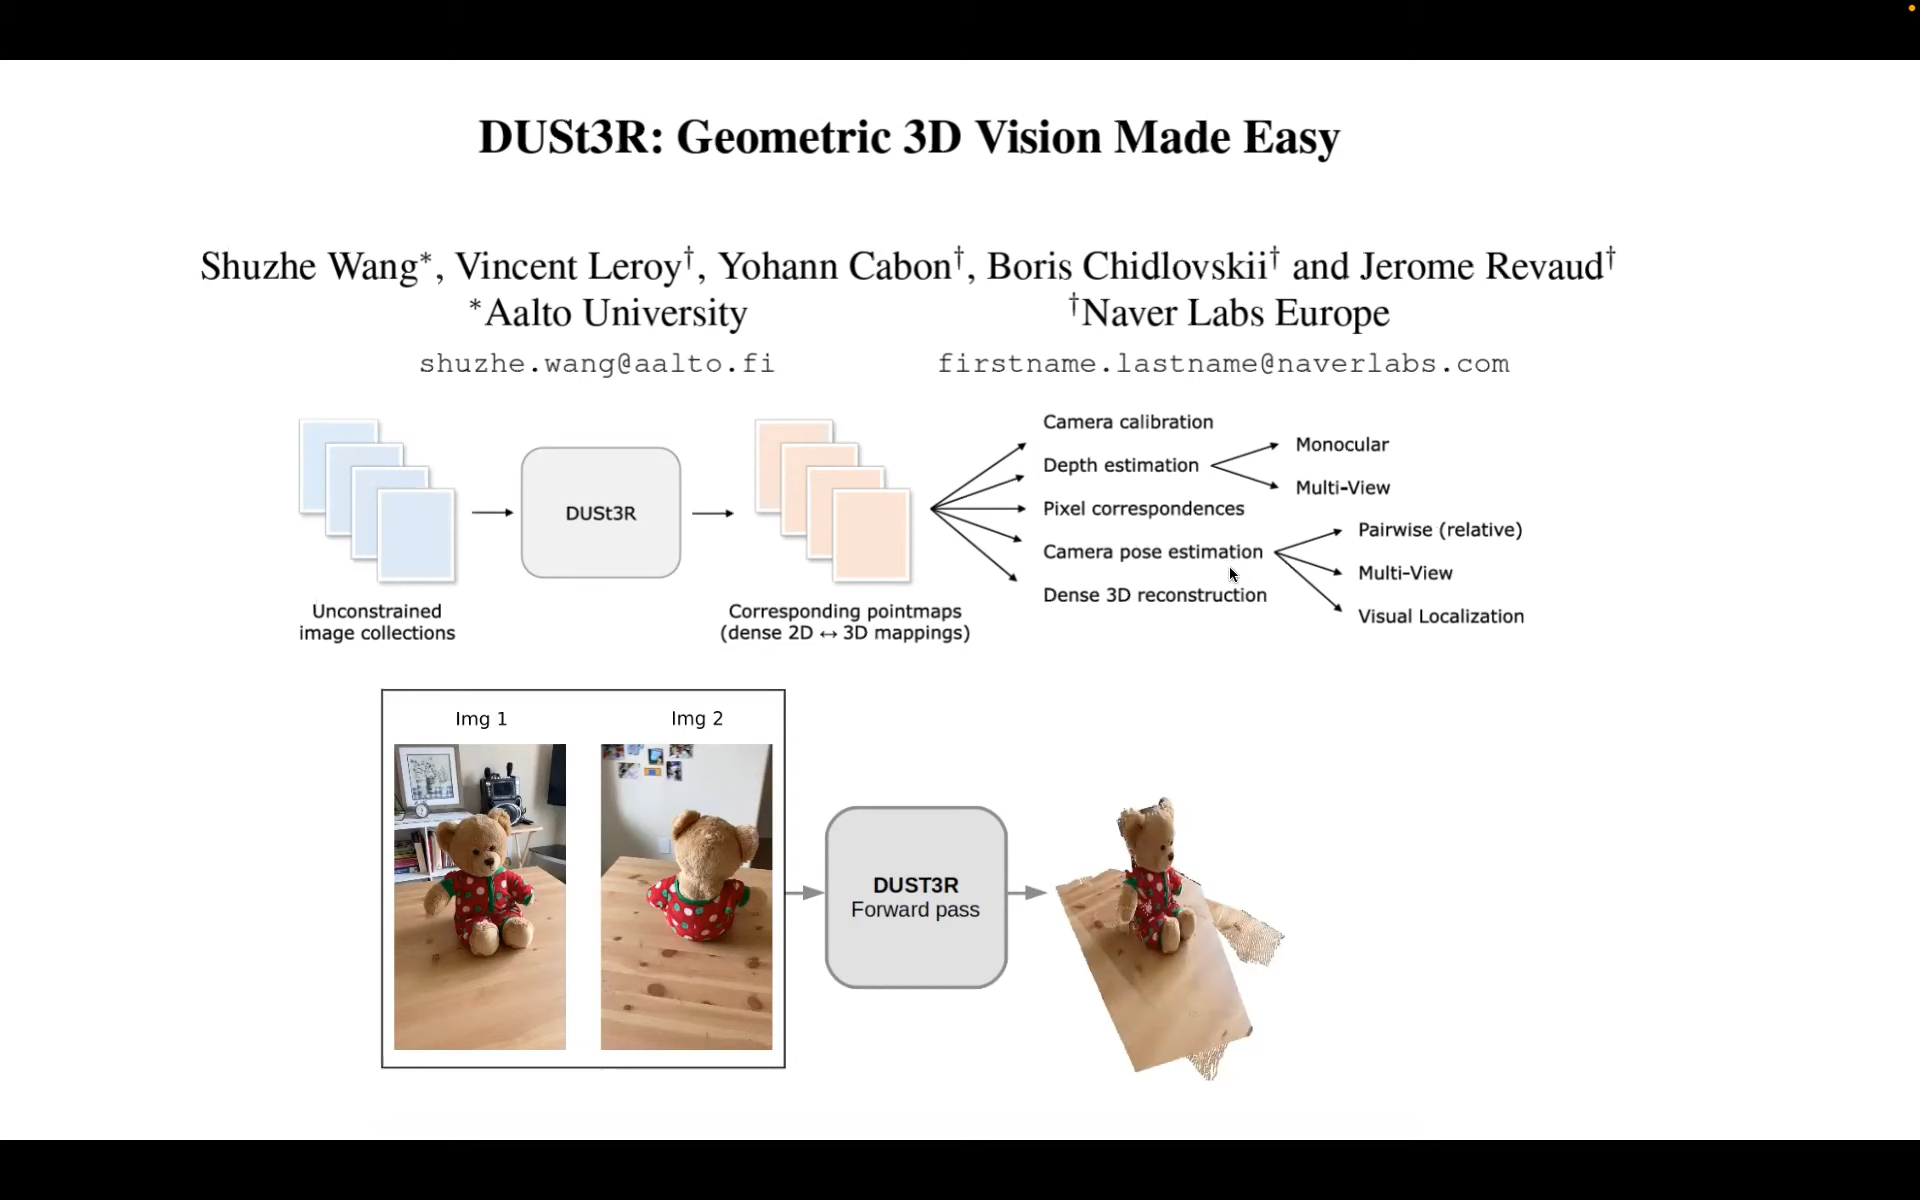 DUSt3R: Geometric 3D Vision Made Easy
Shuzhe Wang*, Vincent Leroy†, Yohann Cabon†, Boris Chidlovskii† and Jerome Revaud†
*Aalto University †Naver Labs Europe
shuzhe.wang@aalto.fi firstname.lastname@naverlabs.com
DUSt3R
Unconstrained
image collections
Corresponding pointmaps
(dense 2D ↔ 3D mappings)
Camera calibration
Depth estimation
Pixel correspondences
Camera pose estimation
Dense 3D reconstruction
Monocular
Multi-View
Pairwise (relative)
Multi-View
Visual Localization
Img 1 Img 2
DUST3R
Forward pass